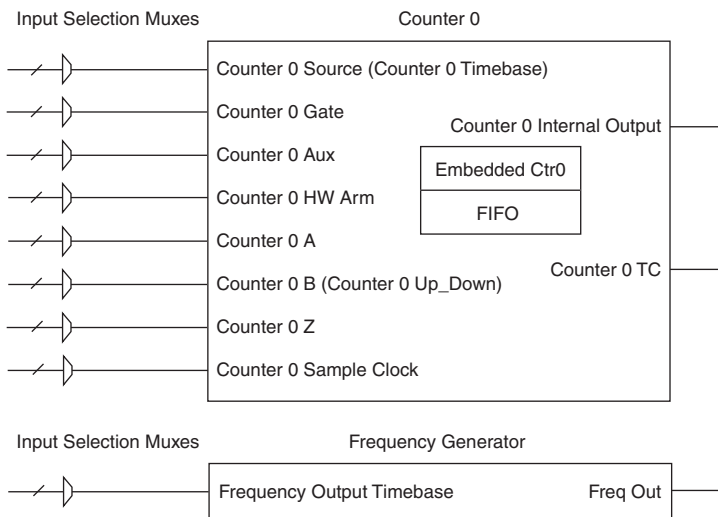 Input Selection Muxes
Counter 0
Counter 0 Source (Counter 0 Timebase)
Counter 0 Gate
Counter 0 Internal Output
Counter 0 Aux
Embedded Ctr0
Counter 0 HW Arm
FIFO
Counter 0 A
Counter 0 TC
Counter 0 B (Counter 0 Up_Down)
Counter 0 Z
Counter 0 Sample Clock
Input Selection Muxes
Frequency Generator
Frequency Output Timebase
Freq Out